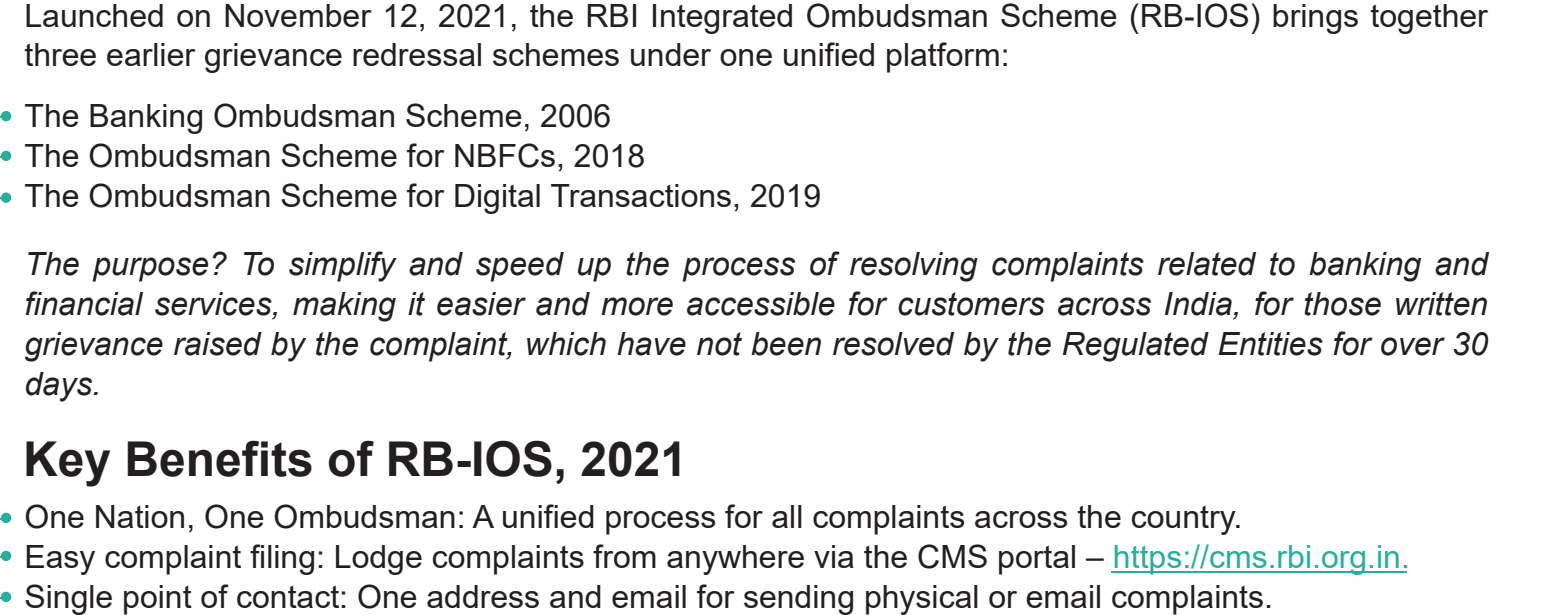 Launched on November 12, 2021, the RBI Integrated Ombudsman Scheme (RB-IOS) brings together
three earlier grievance redressal schemes under one unified platform:
• The Banking Ombudsman Scheme, 2006
• The Ombudsman Scheme for NBFCs, 2018
• The Ombudsman Scheme for Digital Transactions, 2019
The purpose? To simplify and speed up the process of resolving complaints related to banking and
financial services, making it easier and more accessible for customers across India, for those written
grievance raised by the complaint, which have not been resolved by the Regulated Entities for over 30
days.
Key Benefits of RB-IOS, 2021
• One Nation, One Ombudsman: A unified process for all complaints across the country.
• Easy complaint filing: Lodge complaints from anywhere via the CMS portal – https://cms.rbi.org.in.
• Single point of contact: One address and email for sending physical or email complaints.